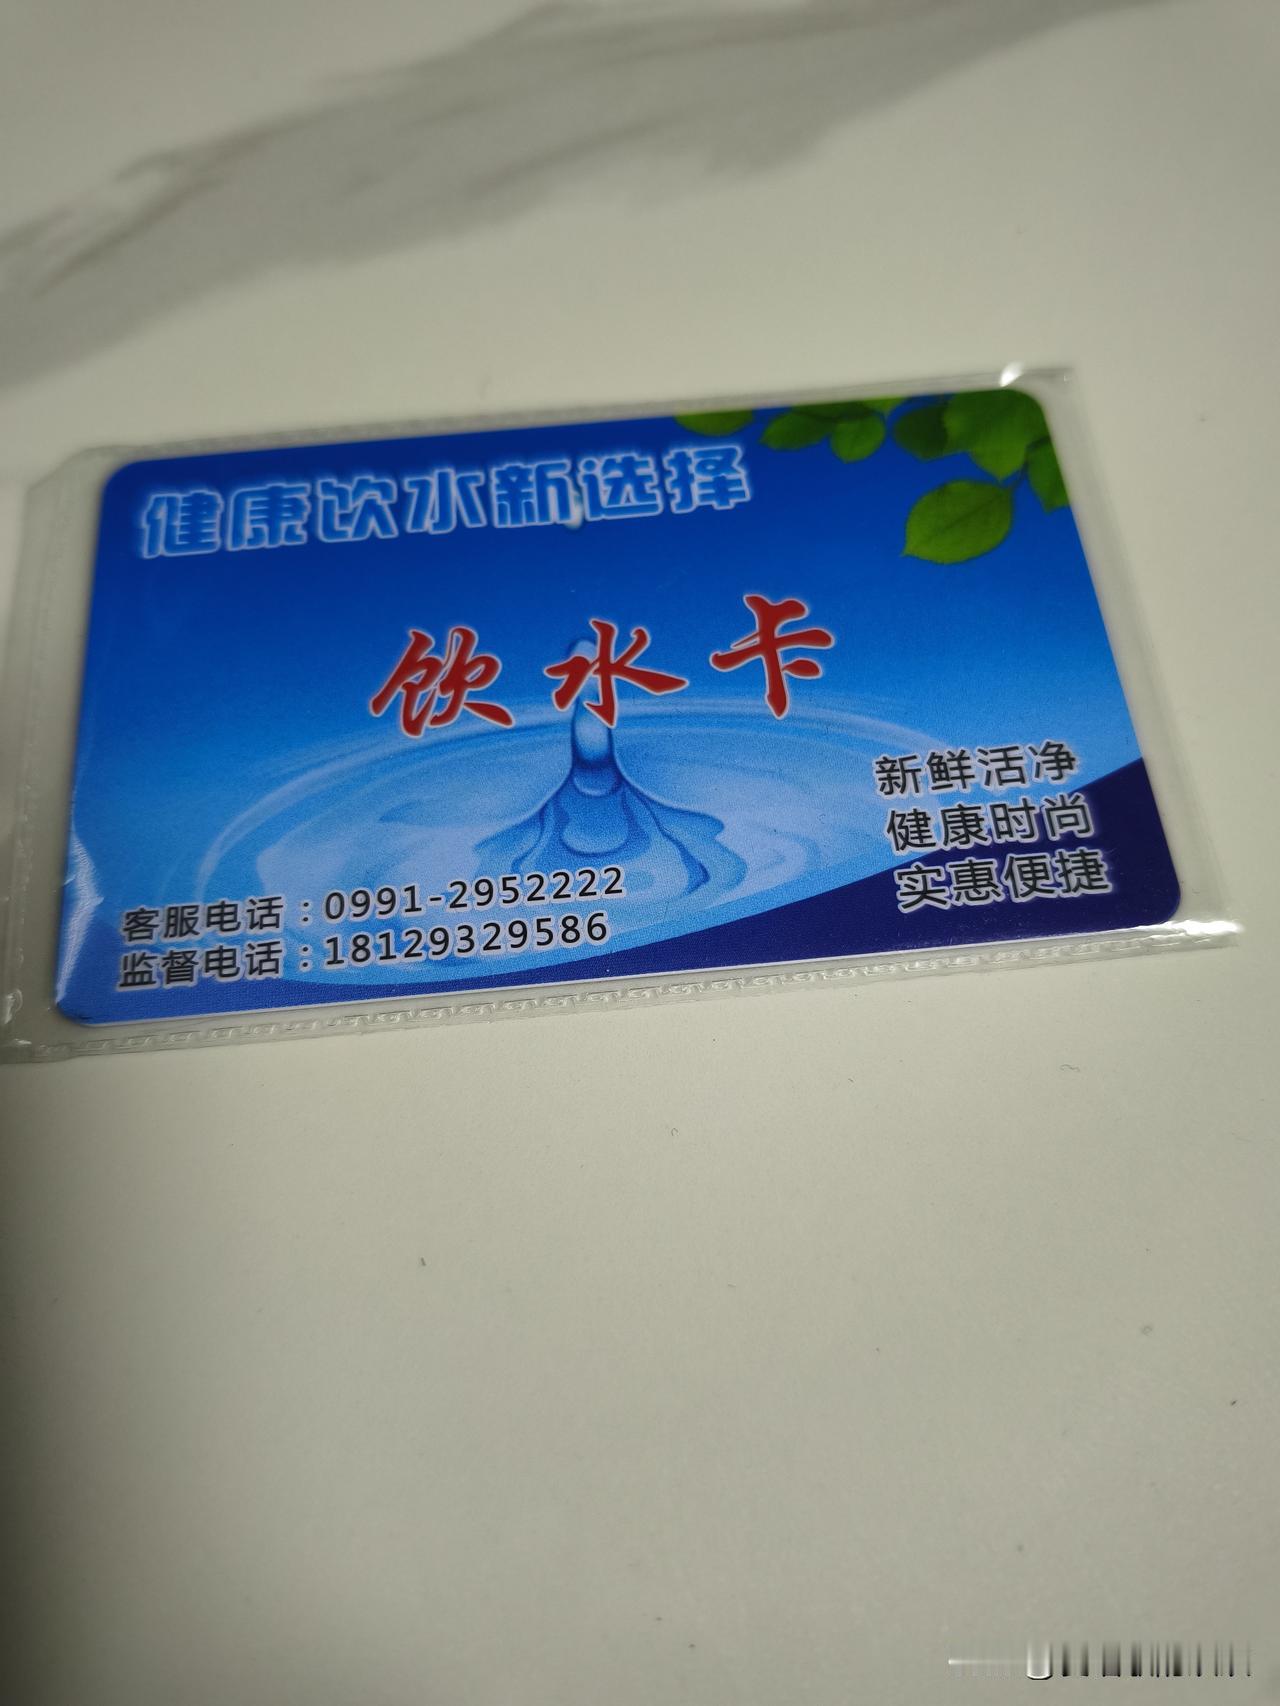 健康饮水新选择
饮水卡
新鲜活净
健康时尚
实惠便捷
客服电话：0991-2952222
监督电话：18129329586